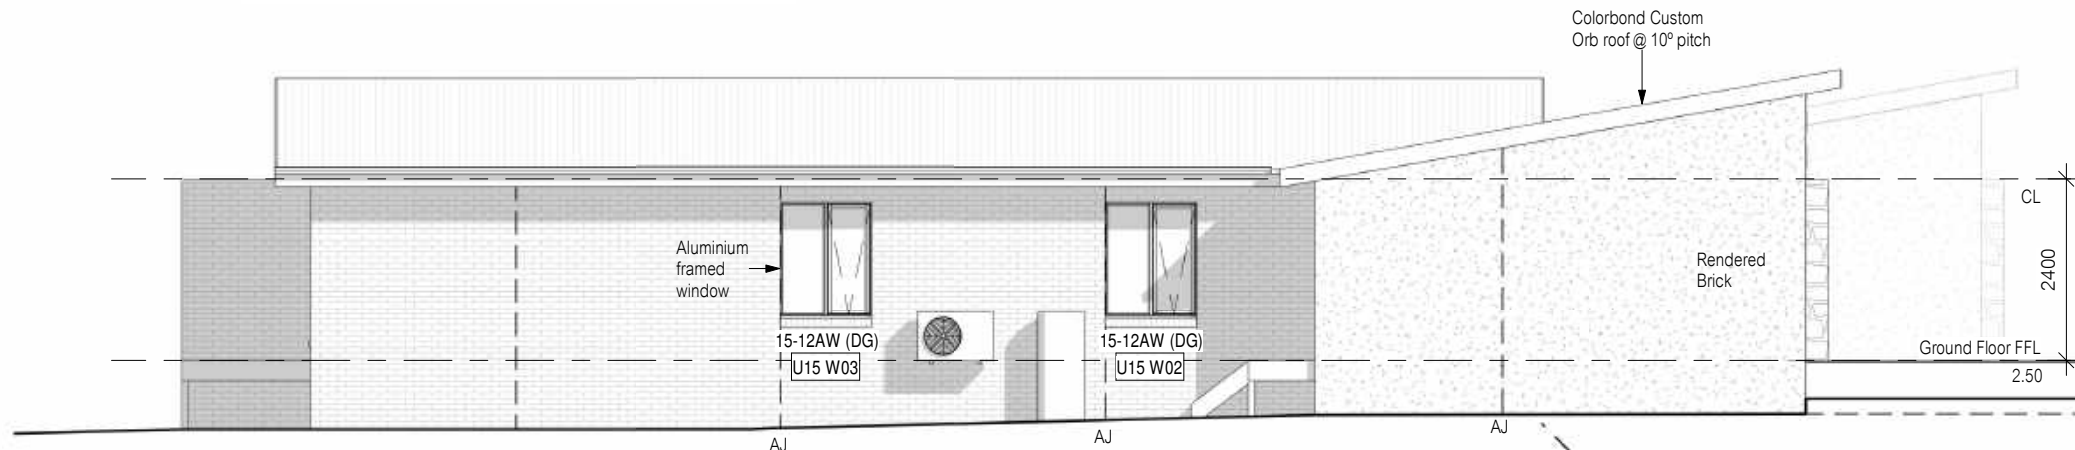 Colorbond Custom
Orb roof @ 10º pitch
CL
Aluminium
framed
window
Rendered
Brick
2400
15-12AW (DG)
U15 W03
15-12AW (DG)
U15 W02
Ground Floor FFL
2.50
AJ
AJ
AJ